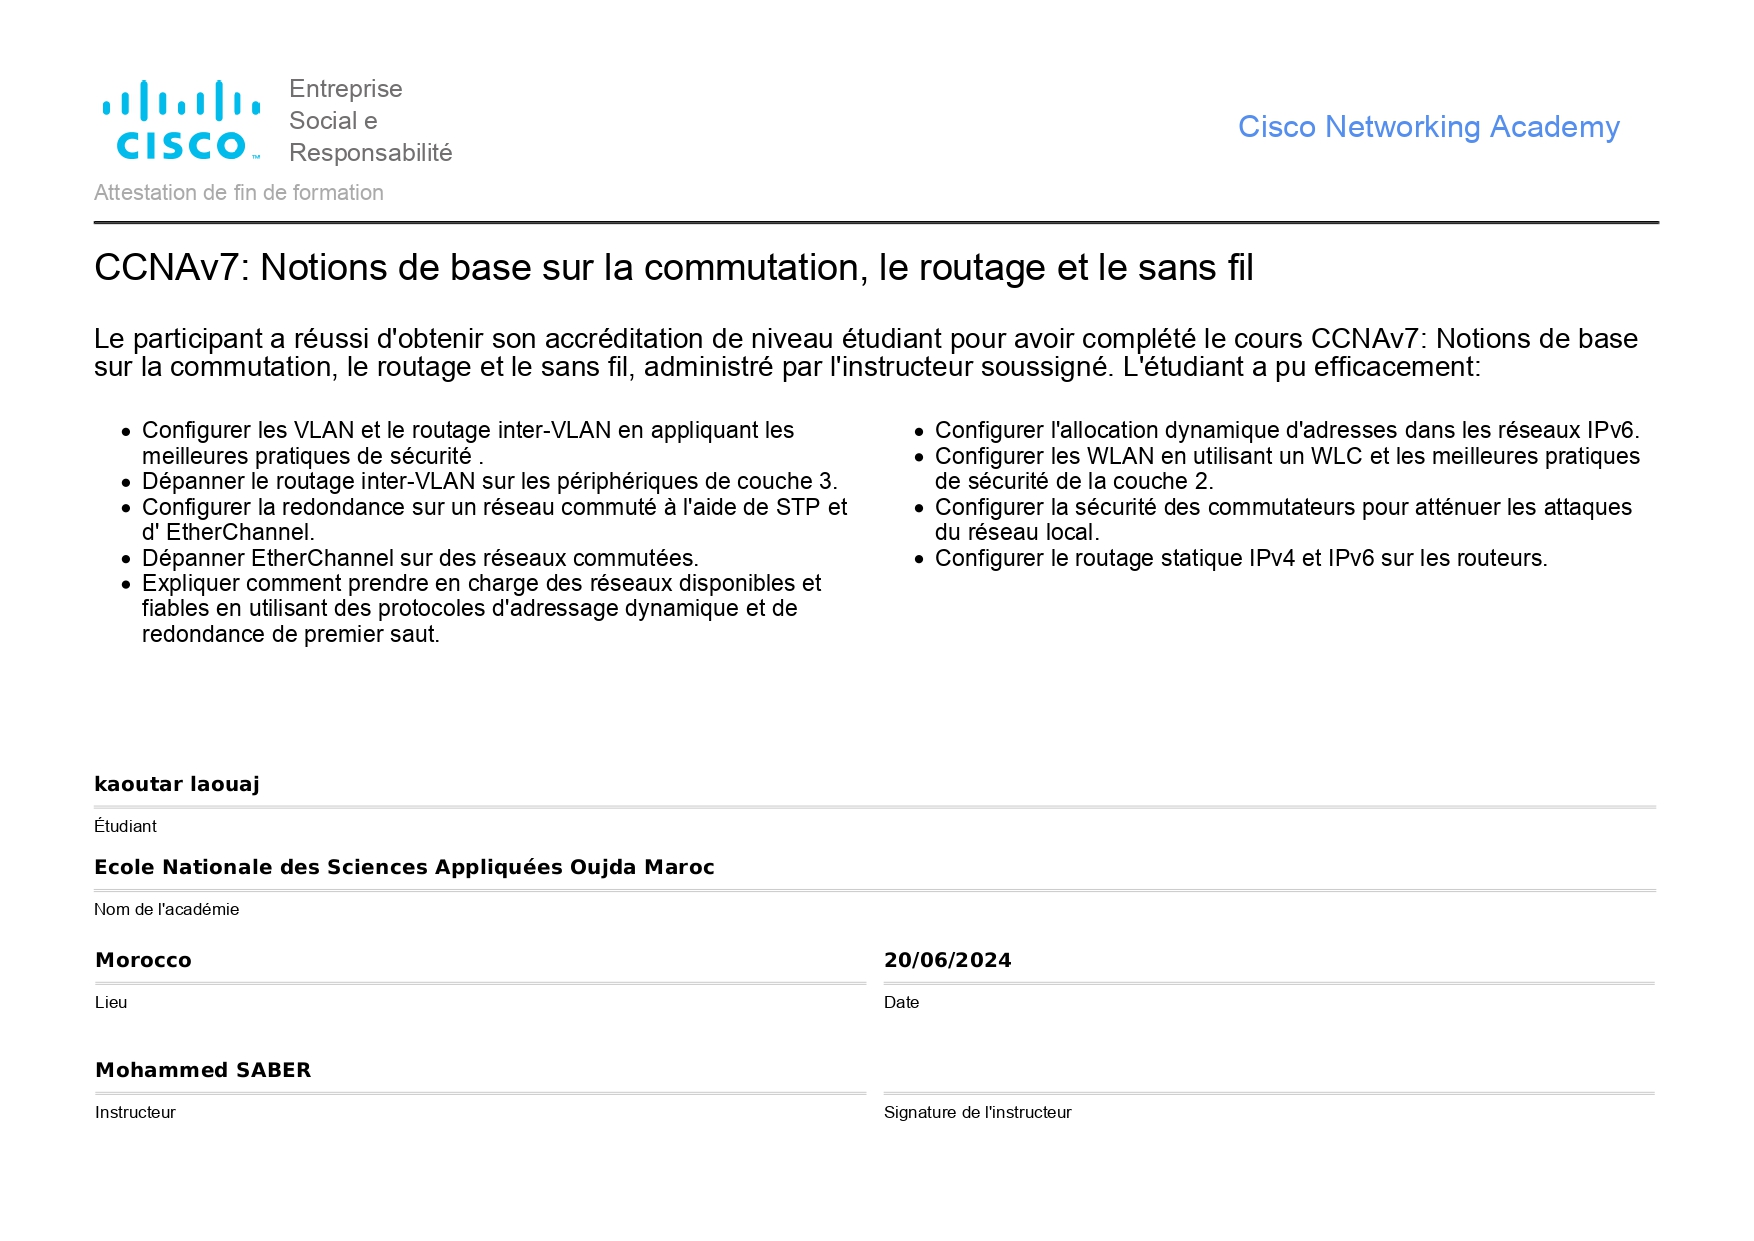 CISCO™
Entreprise
Social e
Responsabilité
Cisco Networking Academy
Attestation de fin de formation
CCNAv7: Notions de base sur la commutation, le routage et le sans fil
Le participant a réussi d'obtenir son accréditation de niveau étudiant pour avoir complété le cours CCNAv7: Notions de base
sur la commutation, le routage et le sans fil, administré par l'instructeur soussigné. L'étudiant a pu efficacement:
• Configurer les VLAN et le routage inter-VLAN en appliquant les
meilleures pratiques de sécurité .
• Dépanner le routage inter-VLAN sur les périphériques de couche 3.
• Configurer la redondance sur un réseau commuté à l'aide de STP et
d' EtherChannel.
• Dépanner EtherChannel sur des réseaux commutées.
• Expliquer comment prendre en charge des réseaux disponibles et
fiables en utilisant des protocoles d'adressage dynamique et de
redondance de premier saut.
• Configurer l'allocation dynamique d'adresses dans les réseaux IPv6.
• Configurer les WLAN en utilisant un WLC et les meilleures pratiques
de sécurité de la couche 2.
• Configurer la sécurité des commutateurs pour atténuer les attaques
du réseau local.
• Configurer le routage statique IPv4 et IPv6 sur les routeurs.
kaoutar laouaj
Étudiant
Ecole Nationale des Sciences Appliquées Oujda Maroc
Nom de l'académie
Morocco
Lieu
20/06/2024
Date
Mohammed SABER
Instructeur
Signature de l'instructeur